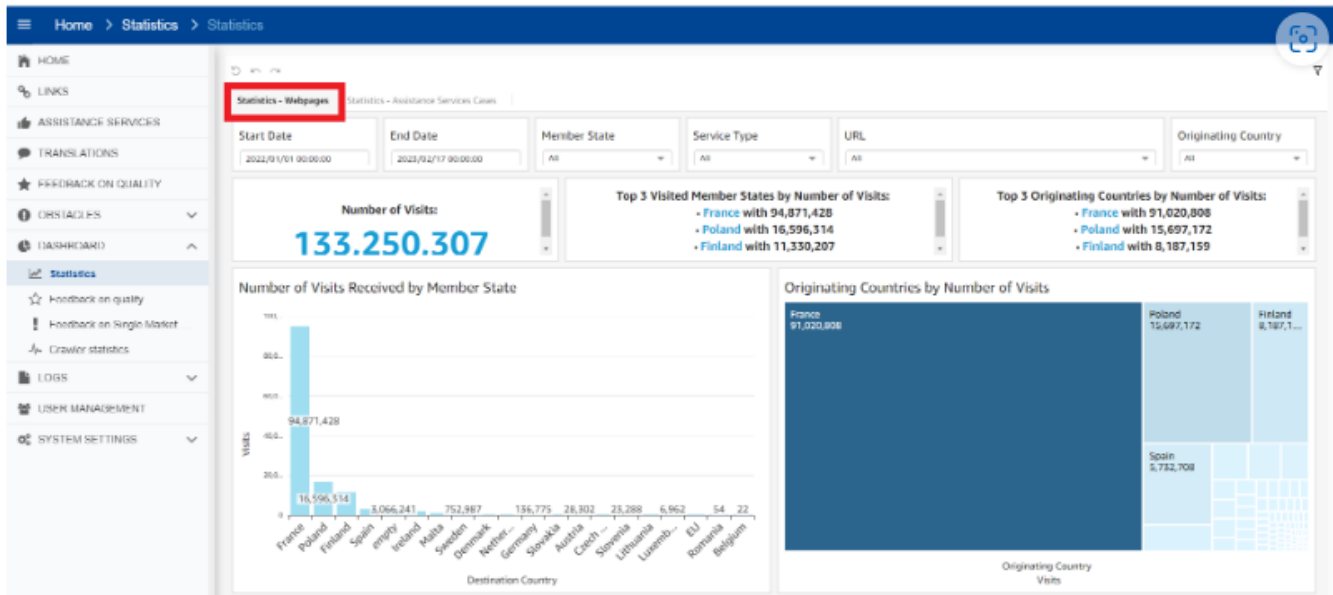 Home > Statistics > Statistics
HOME
LINKS
ASSISTANCE SERVICES
TRANSLATIONS
FEEDBACK ON QUALITY
OBSTACLES
DASHBOARD
Statistics
Feedback on quality
Feedback on Single Market ...
Crawler statistics
LOGS
USER MANAGEMENT
SYSTEM SETTINGS
Statistics - Webpages
Statistics - Assistance Services Cases
Start Date
End Date
Member State
Service Type
URL
Originating Country
2022/01/01 00:00:00
2023/02/17 00:00:00
All
All
All
All
Number of Visits:
133.250.307
Top 3 Visited Member States by Number of Visits:
• France with 94,871,428
• Poland with 16,596,314
• Finland with 11,330,207
Top 3 Originating Countries by Number of Visits:
• France with 91,020,808
• Poland with 15,697,172
• Finland with 8,187,159
Number of Visits Received by Member State
Visits
94,871,428
16,596,314
3,066,241
752,987
136,775
28,302
23,288
6,962
54
22
0
France
Poland
Finland
Spain
empty
Ireland
Malta
Sweden
Denmark
Nether...
Germany
Slovakia
Austria
Czech ...
Slovenia
Lithuania
Luxemb...
EU
Romania
Belgium
Destination Country
Originating Countries by Number of Visits
France
91,020,808
Poland
15,697,172
Finland
8,187,1...
Spain
5,732,708
Originating Country
Visits